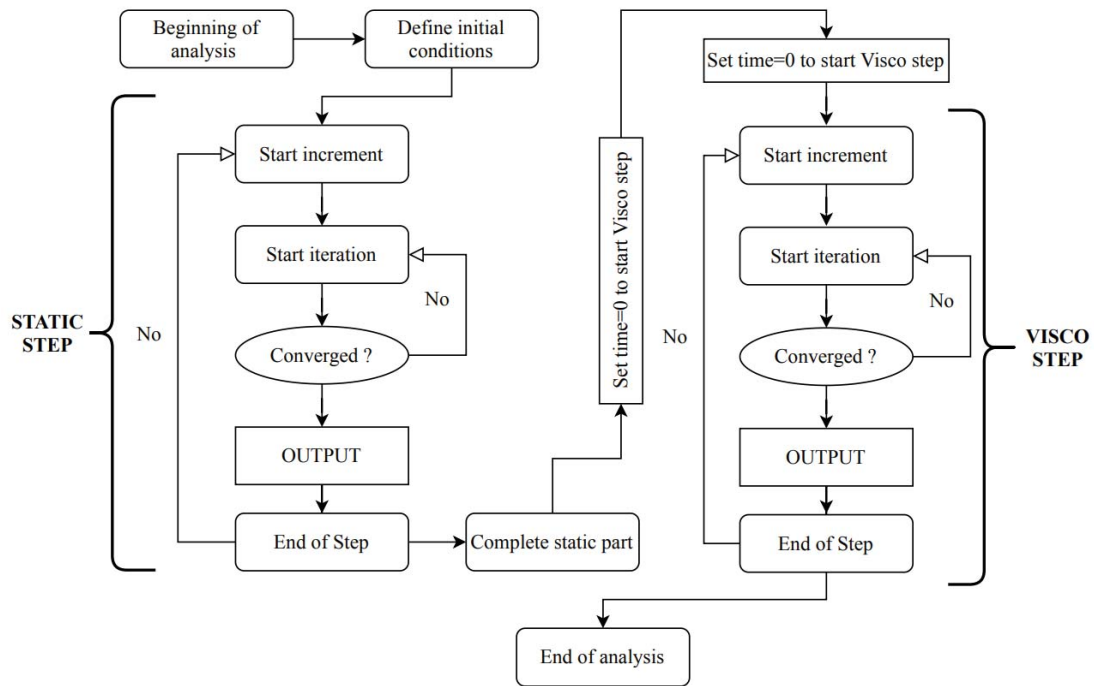 Beginning of
analysis
Define initial
conditions
STATIC
STEP
Start increment
Start iteration
No
No
Converged ?
OUTPUT
End of Step
Complete static part
Set time=0 to start Visco step
Set time=0 to start Visco step
Start increment
Start iteration
No
No
Converged ?
OUTPUT
End of Step
VISCO
STEP
End of analysis